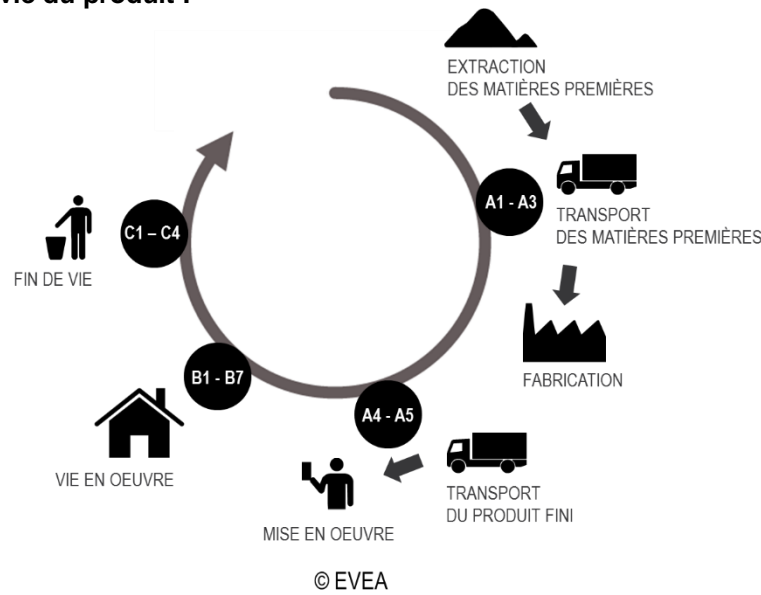 vie du produit :
EXTRACTION
DES MATIÈRES PREMIÈRES
A1 - A3
TRANSPORT
DES MATIÈRES PREMIÈRES
FABRICATION
A4 - A5
TRANSPORT
DU PRODUIT FINI
MISE EN OEUVRE
B1 - B7
VIE EN OEUVRE
C1 – C4
FIN DE VIE
© EVEA